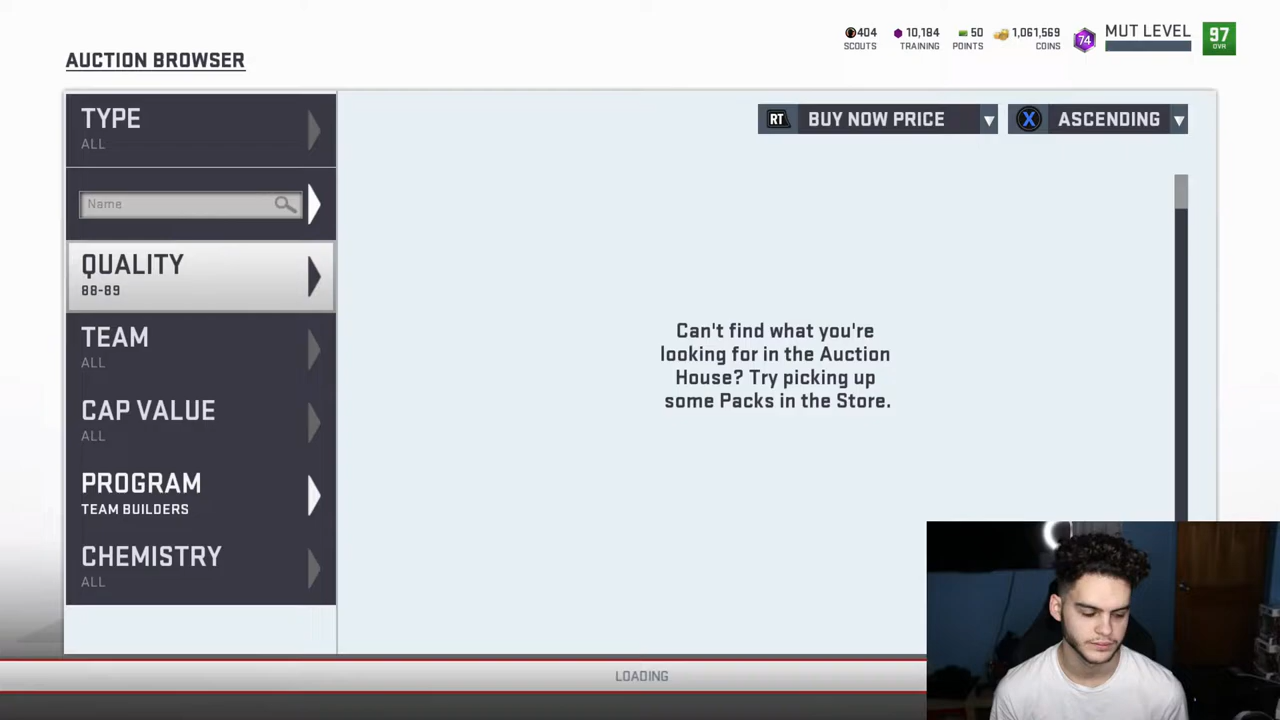 AUCTION BROWSER
404 SCOUTS
10,184 TRAINING
50 POINTS
1,061,569 COINS
74
MUT LEVEL
97 OVR
TYPE
ALL
Name
QUALITY
88-89
TEAM
ALL
CAP VALUE
ALL
PROGRAM
TEAM BUILDERS
CHEMISTRY
ALL
RT BUY NOW PRICE
X ASCENDING
Can't find what you're
looking for in the Auction
House? Try picking up
some Packs in the Store.
LOADING